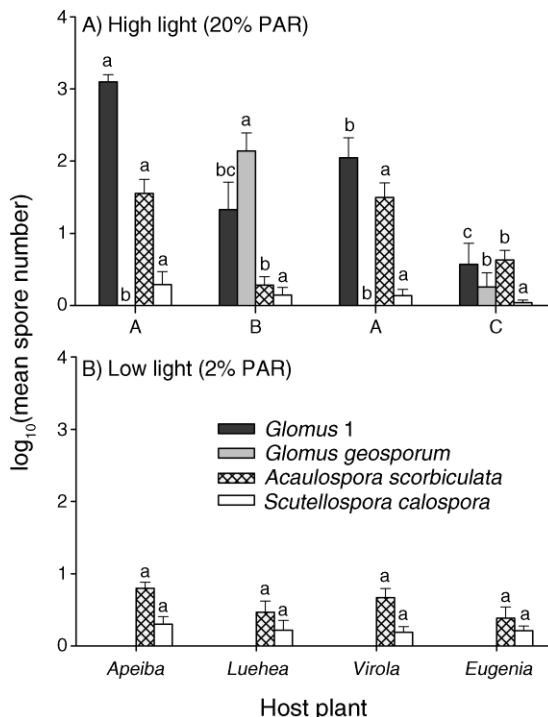 A) High light (20% PAR)
4
3
2
1
0
a
b
a
a
bc
a
b
a
b
b
a
a
c
b
b
a
A
B
A
C
log10(mean spore number)
B) Low light (2% PAR)
4
3
2
1
0
Glomus 1
Glomus geosporum
Acaulospora scorbiculata
Scutellospora calospora
a
a
a
a
a
a
a
a
Apeiba
Luehea
Virola
Eugenia
Host plant